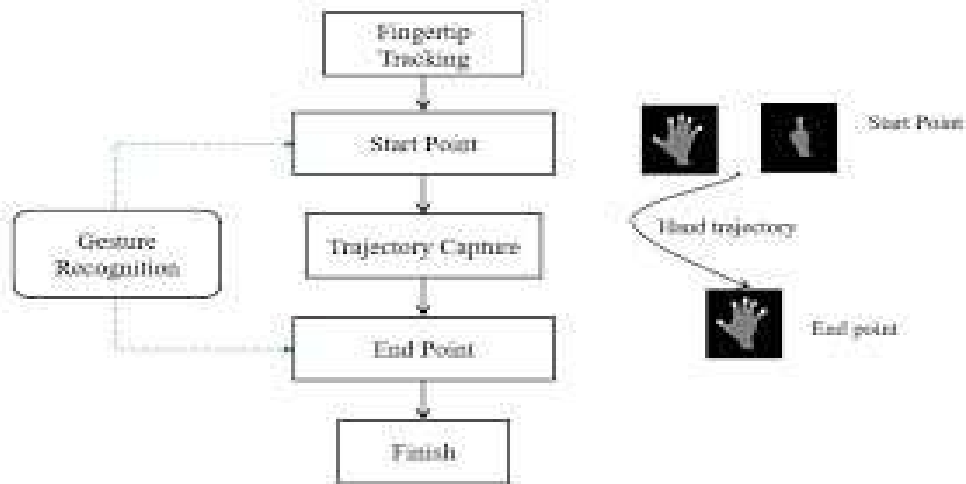 Fingertip
Tracking
Start Point
Start Point
Gesture
Recognition
Trajectory Capture
Hand trajectory
End Point
End point
Finish